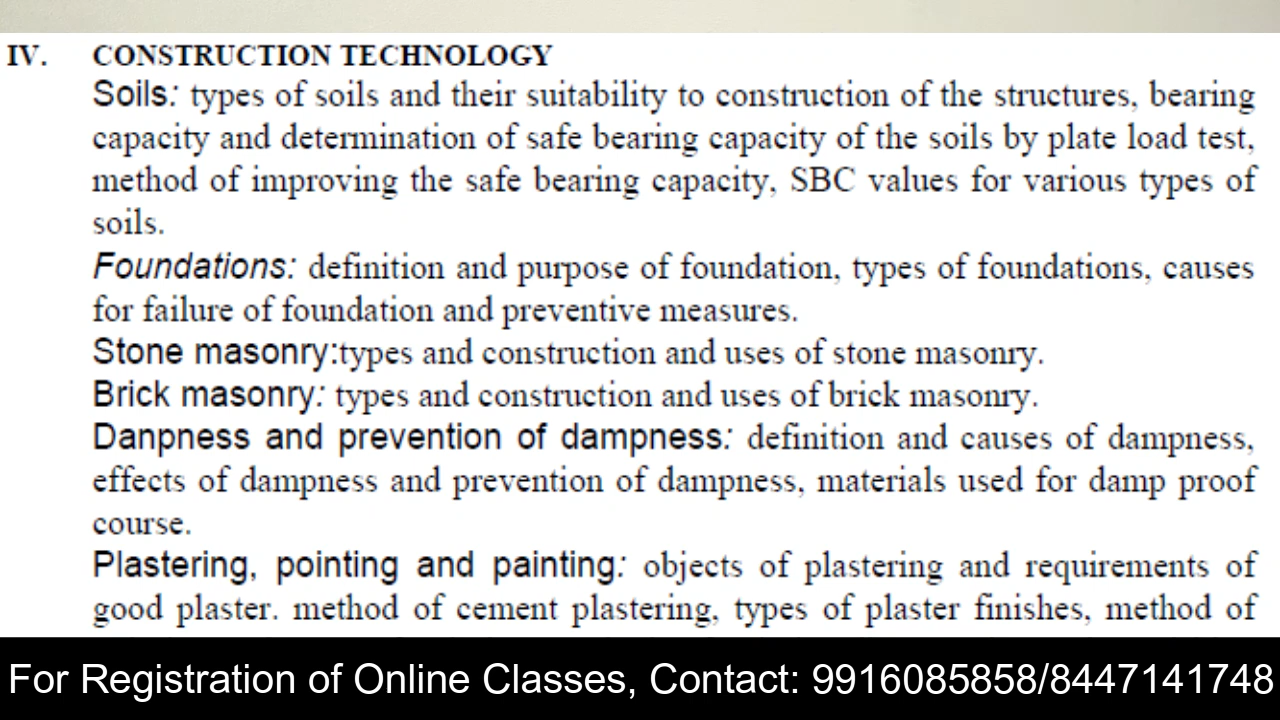 IV. CONSTRUCTION TECHNOLOGY
Soils: types of soils and their suitability to construction of the structures, bearing
capacity and determination of safe bearing capacity of the soils by plate load test,
method of improving the safe bearing capacity, SBC values for various types of
soils.
Foundations: definition and purpose of foundation, types of foundations, causes
for failure of foundation and preventive measures.
Stone masonry:types and construction and uses of stone masonry.
Brick masonry: types and construction and uses of brick masonry.
Danpness and prevention of dampness: definition and causes of dampness,
effects of dampness and prevention of dampness, materials used for damp proof
course.
Plastering, pointing and painting: objects of plastering and requirements of
good plaster. method of cement plastering, types of plaster finishes, method of
For Registration of Online Classes, Contact: 9916085858/8447141748